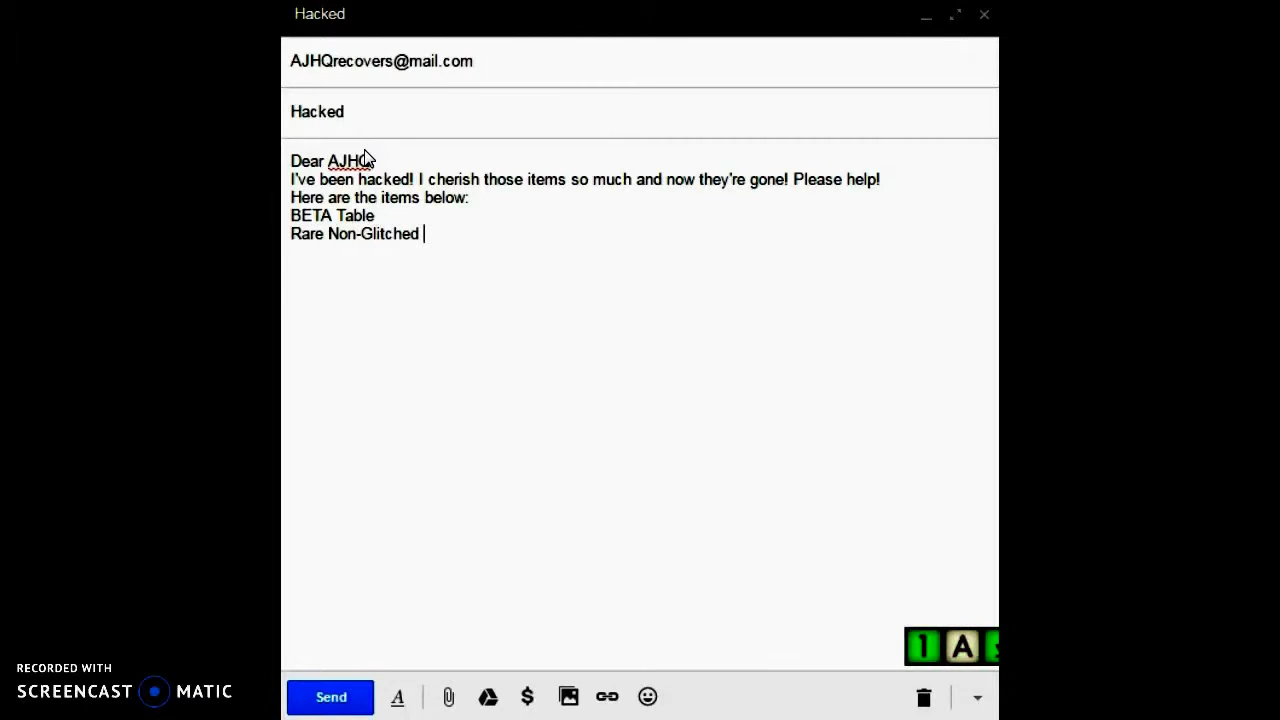 Hacked
AJHQrecovers@mail.com
Hacked
Dear AJHQ
I've been hacked! I cherish those items so much and now they're gone! Please help!
Here are the items below:
BETA Table
Rare Non-Glitched
1 A
Send A $
RECORDED WITH
SCREENCAST MATIC